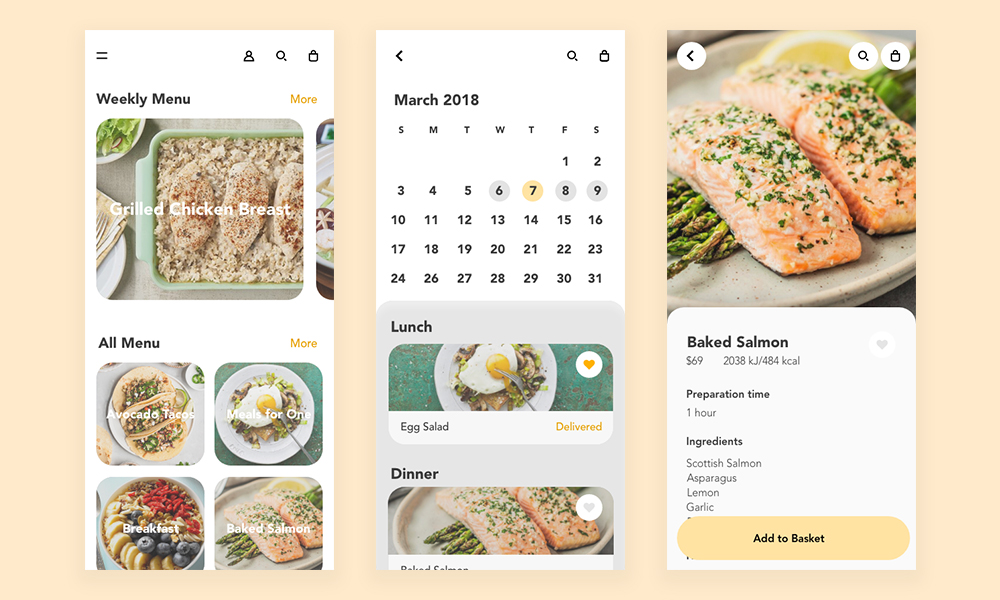 Weekly Menu More
Grilled Chicken Breast
All Menu More
Avocado Tacos Meals for One
Breakfast Baked Salmon
March 2018
S M T W T F S
1 2
3 4 5 6 7 8 9
10 11 12 13 14 15 16
17 18 19 20 21 22 23
24 26 27 28 29 30 31
Lunch
Egg Salad Delivered
Dinner
Baked Salmon
Baked Salmon
$69 2038 kJ/484 kcal
Preparation time
1 hour
Ingredients
Scottish Salmon
Asparagus
Lemon
Garlic
Add to Basket